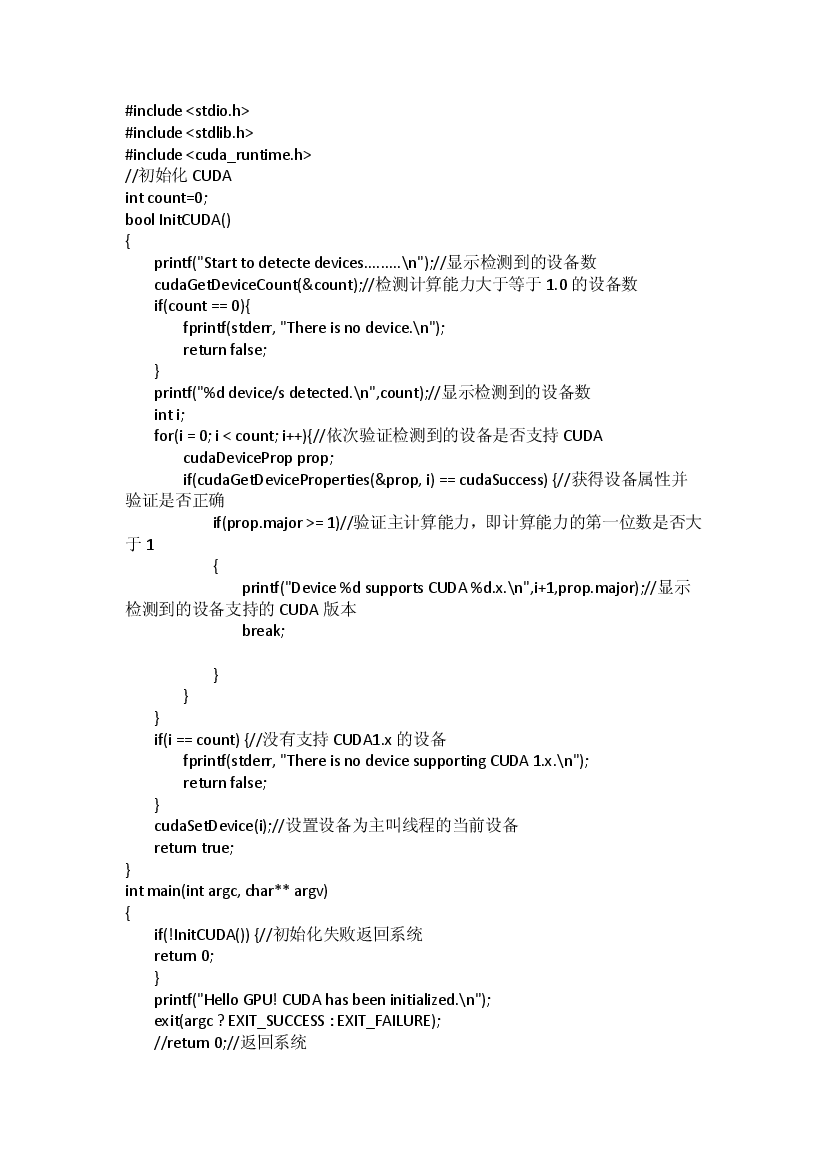 #include <stdio.h>
#include <stdlib.h>
#include <cuda_runtime.h>
//初始化 CUDA
int count=0;
bool InitCUDA()
{
printf("Start to detecte devices.........\n");//显示检测到的设备数
cudaGetDeviceCount(&count);//检测计算能力大于等于 1.0 的设备数
if(count == 0){
fprintf(stderr, "There is no device.\n");
return false;
}
printf("%d device/s detected.\n",count);//显示检测到的设备数
int i;
for(i = 0; i < count; i++){//依次验证检测到的设备是否支持 CUDA
cudaDeviceProp prop;
if(cudaGetDeviceProperties(&prop, i) == cudaSuccess) {//获得设备属性并
验证是否正确
if(prop.major >= 1)//验证主计算能力，即计算能力的第一位数是否大
于 1
{
printf("Device %d supports CUDA %d.x.\n",i+1,prop.major);//显示
检测到的设备支持的 CUDA 版本
break;
}
}
}
if(i == count) {//没有支持 CUDA1.x 的设备
fprintf(stderr, "There is no device supporting CUDA 1.x.\n");
return false;
}
cudaSetDevice(i);//设置设备为主叫线程的当前设备
return true;
}
int main(int argc, char** argv)
{
if(!InitCUDA()) {//初始化失败返回系统
return 0;
}
printf("Hello GPU! CUDA has been initialized.\n");
exit(argc ? EXIT_SUCCESS : EXIT_FAILURE);
//return 0;//返回系统